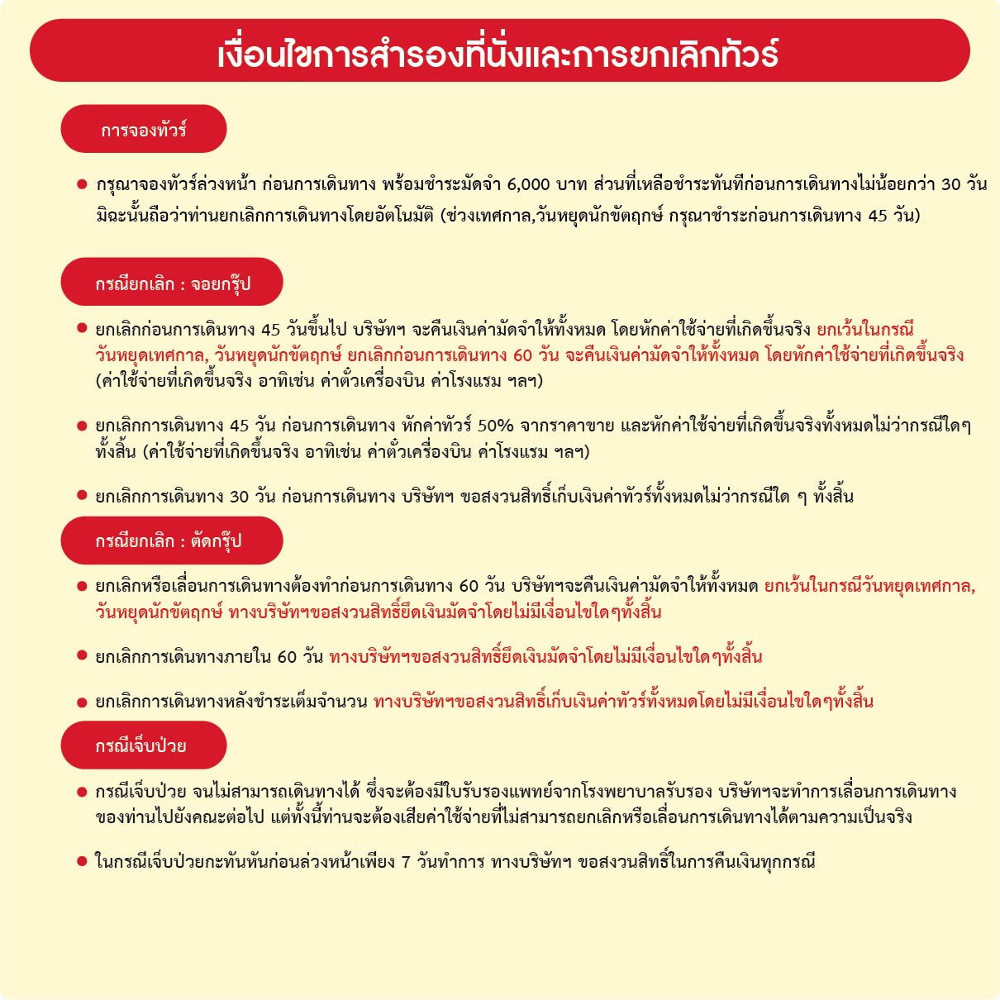 เงื่อนไขการสำรองที่นั่งและการยกเลิกทัวร์
การจองทัวร์
กรุณาจองทัวร์ล่วงหน้า ก่อนการเดินทาง พร้อมชำระมัดจำ 6,000 บาท ส่วนที่เหลือชำระทันทีก่อนการเดินทางไม่น้อยกว่า 30 วัน
มิฉะนั้นถือว่าท่านยกเลิกการเดินทางโดยอัตโนมัติ (ช่วงเทศกาล,วันหยุดนักขัตฤกษ์ กรุณาชำระก่อนการเดินทาง 45 วัน)
กรณียกเลิก : จอยกรุ๊ป
ยกเลิกก่อนการเดินทาง 45 วันขึ้นไป บริษัทฯ จะคืนเงินค่ามัดจำให้ทั้งหมด โดยหักค่าใช้จ่ายที่เกิดขึ้นจริง ยกเว้นในกรณี
วันหยุดเทศกาล, วันหยุดนักขัตฤกษ์ ยกเลิกก่อนการเดินทาง 60 วัน จะคืนเงินค่ามัดจำให้ทั้งหมด โดยหักค่าใช้จ่ายที่เกิดขึ้นจริง
(ค่าใช้จ่ายที่เกิดขึ้นจริง อาทิเช่น ค่าตั๋วเครื่องบิน ค่าโรงแรม ฯลฯ)
ยกเลิกการเดินทาง 45 วัน ก่อนการเดินทาง หักค่าทัวร์ 50% จากราคาขาย และหักค่าใช้จ่ายที่เกิดขึ้นจริงทั้งหมดไม่ว่ากรณีใดๆ
ทั้งสิ้น (ค่าใช้จ่ายที่เกิดขึ้นจริง อาทิเช่น ค่าตั๋วเครื่องบิน ค่าโรงแรม ฯลฯ)
ยกเลิกการเดินทาง 30 วัน ก่อนการเดินทาง บริษัทฯ ขอสงวนสิทธิ์เก็บเงินค่าทัวร์ทั้งหมดไม่ว่ากรณีใด ๆ ทั้งสิ้น
กรณียกเลิก : ตัดกรุ๊ป
ยกเลิกหรือเลื่อนการเดินทางต้องทำก่อนการเดินทาง 60 วัน บริษัทฯจะคืนเงินค่ามัดจำให้ทั้งหมด ยกเว้นในกรณีวันหยุดเทศกาล,
วันหยุดนักขัตฤกษ์ ทางบริษัทฯขอสงวนสิทธิ์ยึดเงินมัดจำโดยไม่มีเงื่อนไขใดๆทั้งสิ้น
ยกเลิกการเดินทางภายใน 60 วัน ทางบริษัทฯขอสงวนสิทธิ์ยึดเงินมัดจำโดยไม่มีเงื่อนไขใดๆทั้งสิ้น
ยกเลิกการเดินทางหลังชำระเต็มจำนวน ทางบริษัทฯขอสงวนสิทธิ์เก็บเงินค่าทัวร์ทั้งหมดโดยไม่มีเงื่อนไขใดๆทั้งสิ้น
กรณีเจ็บป่วย
กรณีเจ็บป่วย จนไม่สามารถเดินทางได้ ซึ่งจะต้องมีใบรับรองแพทย์จากโรงพยาบาลรับรอง บริษัทฯจะทำการเลื่อนการเดินทาง
ของท่านไปยังคณะต่อไป แต่ทั้งนี้ท่านจะต้องเสียค่าใช้จ่ายที่ไม่สามารถยกเลิกหรือเลื่อนการเดินทางได้ตามความเป็นจริง
ในกรณีเจ็บป่วยกะทันหันก่อนล่วงหน้าเพียง 7 วันทำการ ทางบริษัทฯ ขอสงวนสิทธิ์ในการคืนเงินทุกกรณี